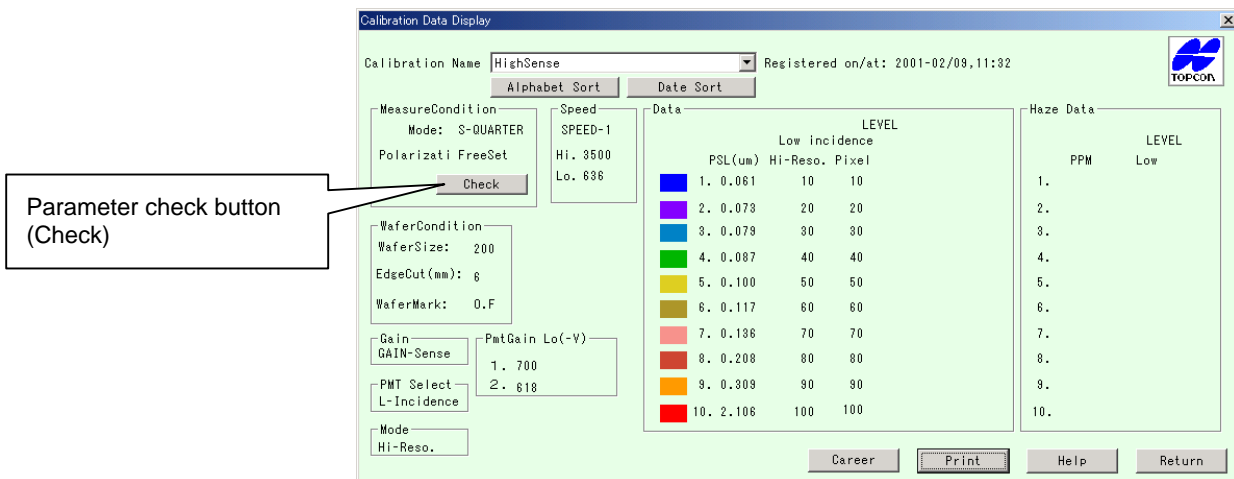 Calibration Data Display
Calibration Name HighSense Registered on/at: 2001-02/09,11:32
TOPCON
Alphabet Sort Date Sort
MeasureCondition
Mode: S-QUARTER
Polarizati FreeSet
Check
Speed
SPEED-1
Hi. 3500
Lo. 636
Parameter check button
(Check)
WaferCondition
WaferSize: 200
EdgeCut(mm): 6
WaferMark: O.F
Gain
GAIN-Sense
PmtGain Lo(-V)
1. 700
2. 618
PMT Select
L-Incidence
Mode
Hi-Reso.
Data
LEVEL
Low incidence
PSL(um) Hi-Reso. Pixel
1. 0.061 10 10
2. 0.073 20 20
3. 0.079 30 30
4. 0.087 40 40
5. 0.100 50 50
6. 0.117 60 60
7. 0.136 70 70
8. 0.208 80 80
9. 0.309 90 90
10. 2.106 100 100
Haze Data
LEVEL
PPM Low
1.
2.
3.
4.
5.
6.
7.
8.
9.
10.
Career Print Help Return